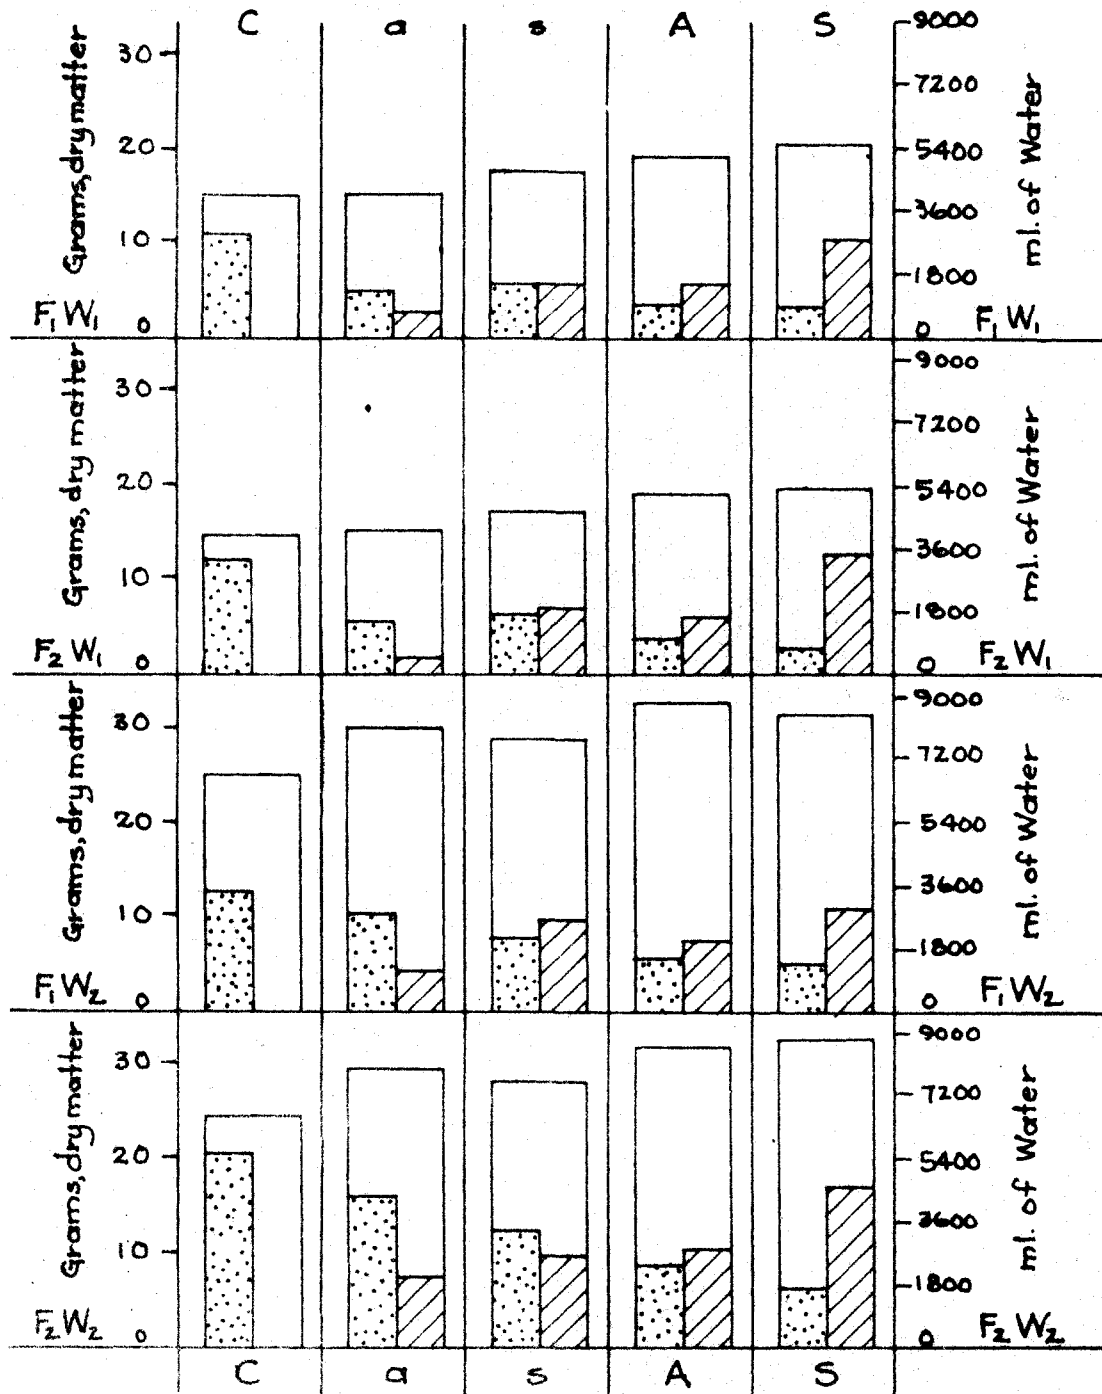 C a s A S
Grams, dry matter
30
20
10
0
F₁ W₁
9000
7200
5400
3600
1800
0
ml. of Water
F₁ W₁
Grams, dry matter
30
20
10
0
F₂ W₁
9000
7200
5400
3600
1800
0
ml. of Water
F₂ W₁
Grams, dry matter
30
20
10
0
F₁ W₂
9000
7200
5400
3600
1800
0
ml. of Water
F₁ W₂
Grams, dry matter
30
20
10
0
F₂ W₂
9000
7200
5400
3600
1800
0
ml. of Water
F₂ W₂
C a s A S